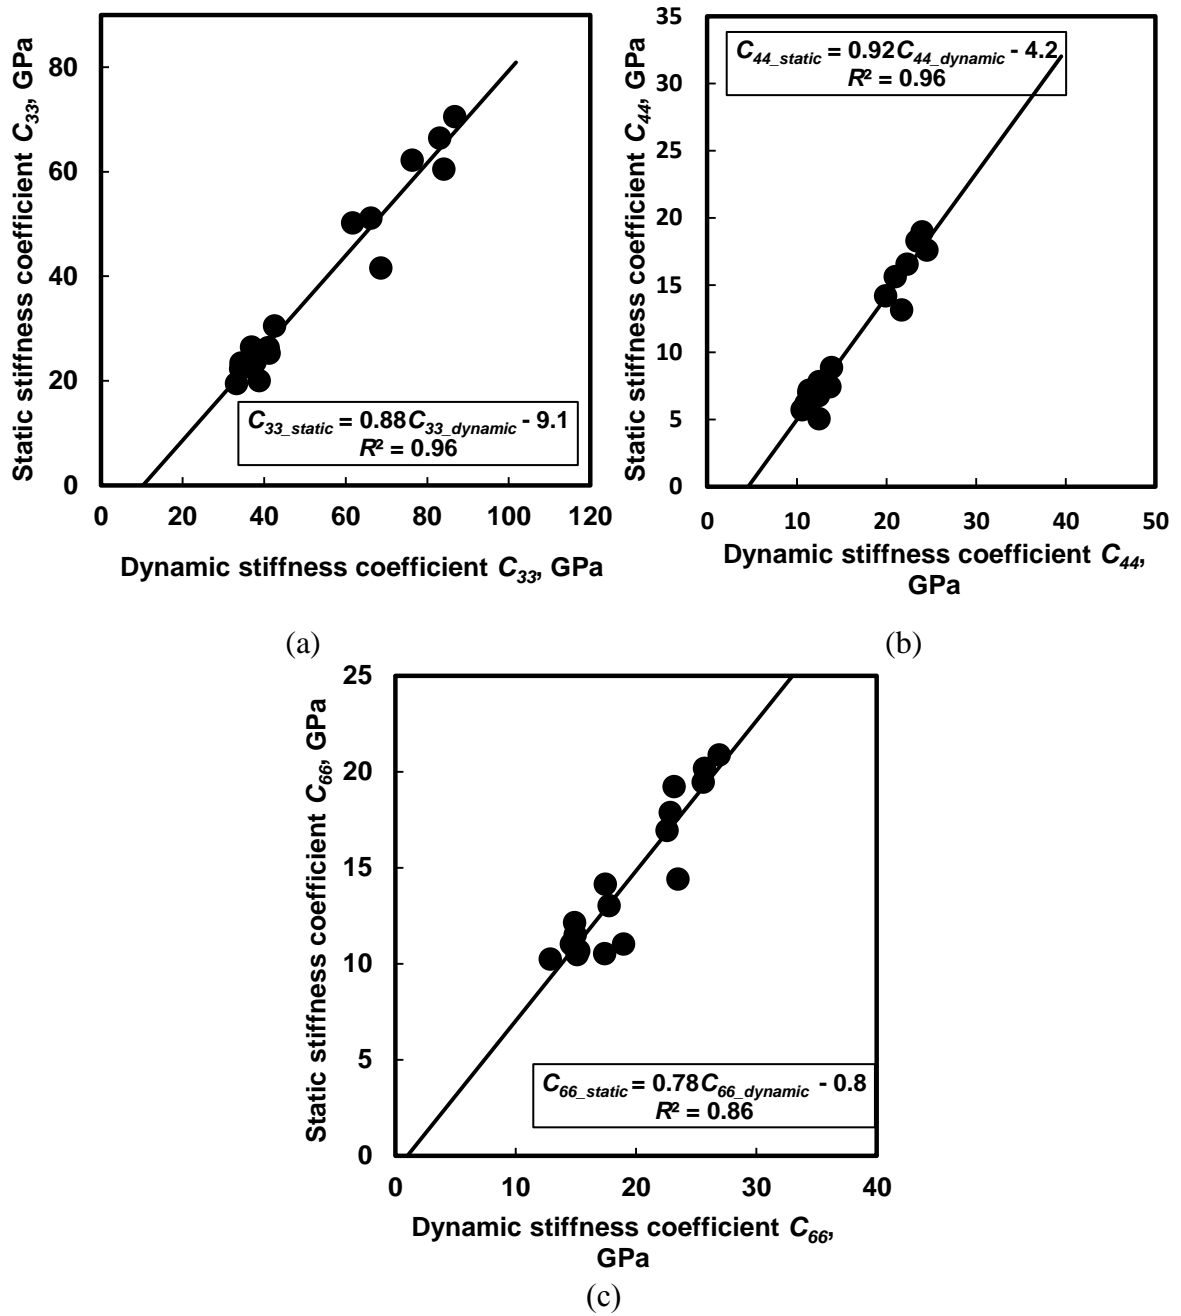 80
60
40
20
0
0 20 40 60 80 100 120
Static stiffness coefficient C33, GPa
C33_static = 0.88C33_dynamic - 9.1
R² = 0.96
Dynamic stiffness coefficient C33, GPa
(a)
35
30
25
20
15
10
5
0
0 10 20 30 40 50
Static stiffness coefficient C44, GPa
C44_static = 0.92C44_dynamic - 4.2
R² = 0.96
Dynamic stiffness coefficient C44,
GPa
(b)
25
20
15
10
5
0
0 10 20 30 40
Static stiffness coefficient C66, GPa
C66_static = 0.78C66_dynamic - 0.8
R² = 0.86
Dynamic stiffness coefficient C66,
GPa
(c)